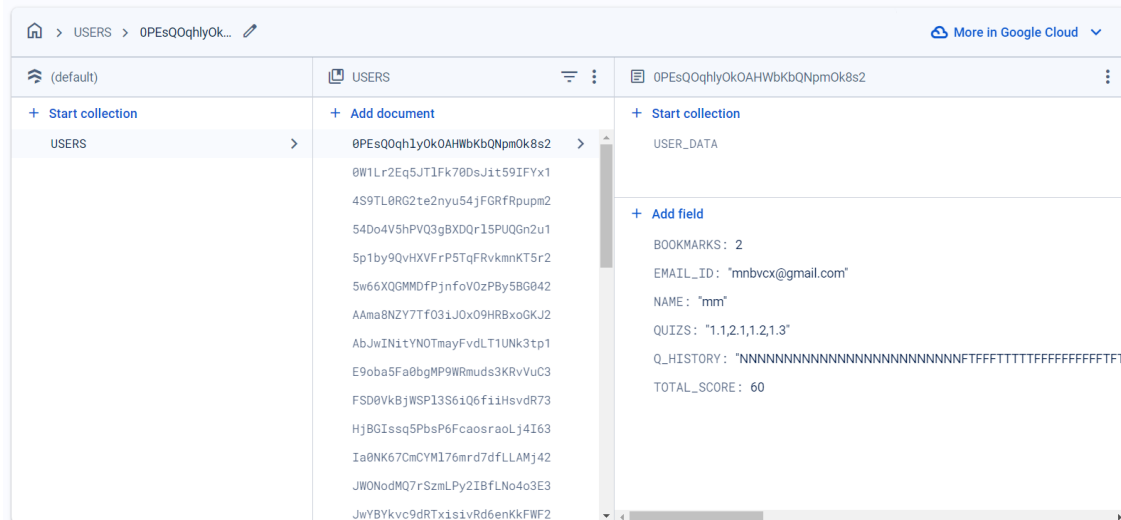 USERS > 0PEsQOqhlyOk...
More in Google Cloud
(default)
+ Start collection
USERS
USERS
+ Add document
0PEsQOqhlyOkOAHWbKbQNpmOk8s2
0W1Lr2Eq5JTlFk70DsJit59IFYx1
4S9TL0RG2te2nyu54jFGRfRpupm2
54Do4V5hPVQ3gBXDQrl5PUQGn2u1
5p1by9QvHXVFrP5TqFRvkmnKT5r2
5w66XQGMMDfPjnfoVOzPBy5BG042
AAma8NZY7TfO3iJOxO9HRBxoGKJ2
AbJwINitYNOTmayFvdLT1UNk3tp1
E9oba5Fa0bgMP9WRmuds3KRvVuC3
FSD0VkBjWSPl3S6iQ6fiiHsvdR73
HjBGIssq5PbsP6FcaosraoLj4I63
Ia0NK67CmCYMl76mrd7dfLLAMj42
JWONodMQ7rSzmLPy2IBfLNo4o3E3
JwYBYkvc9dRTxisivRd6enKkFWF2
0PEsQOqhlyOkOAHWbKbQNpmOk8s2
+ Start collection
USER_DATA
+ Add field
BOOKMARKS: 2
EMAIL_ID: "mnbvcx@gmail.com"
NAME: "mm"
QUIZS: "1.1,2.1,1.2,1.3"
Q_HISTORY: "NNNNNNNNNNNNNNNNNNNNNNNNNFTFFFTTTTTFFFFFFFFFFTFT
TOTAL_SCORE: 60